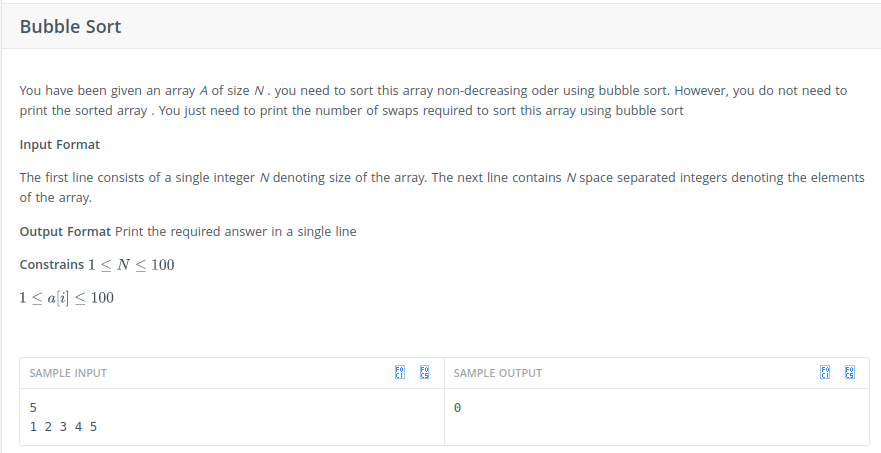 Bubble Sort
You have been given an array A of size N . you need to sort this array non-decreasing oder using bubble sort. However, you do not need to
print the sorted array . You just need to print the number of swaps required to sort this array using bubble sort
Input Format
The first line consists of a single integer N denoting size of the array. The next line contains N space separated integers denoting the elements
of the array.
Output Format Print the required answer in a single line
Constrains 1 ≤ N ≤ 100
1 ≤ a[i] ≤ 100
SAMPLE INPUT
SAMPLE OUTPUT
5
1 2 3 4 5
0